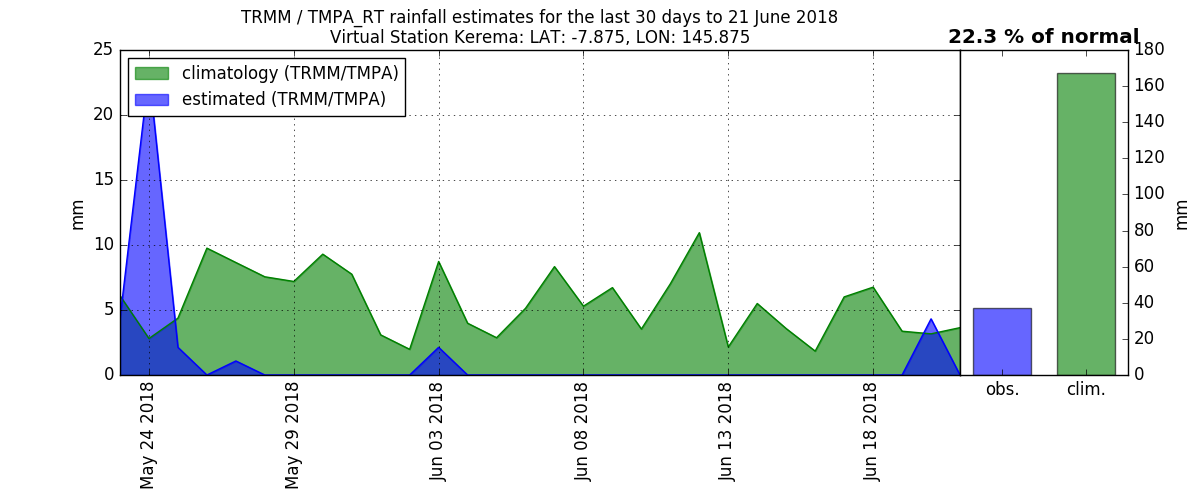 TRMM / TMPA_RT rainfall estimates for the last 30 days to 21 June 2018
Virtual Station Kerema: LAT: -7.875, LON: 145.875
22.3 % of normal
climatology (TRMM/TMPA)
estimated (TRMM/TMPA)
25
20
15
10
5
0
mm
May 24 2018
May 29 2018
Jun 03 2018
Jun 08 2018
Jun 13 2018
Jun 18 2018
obs.
clim.
180
160
140
120
100
80
60
40
20
0
mm